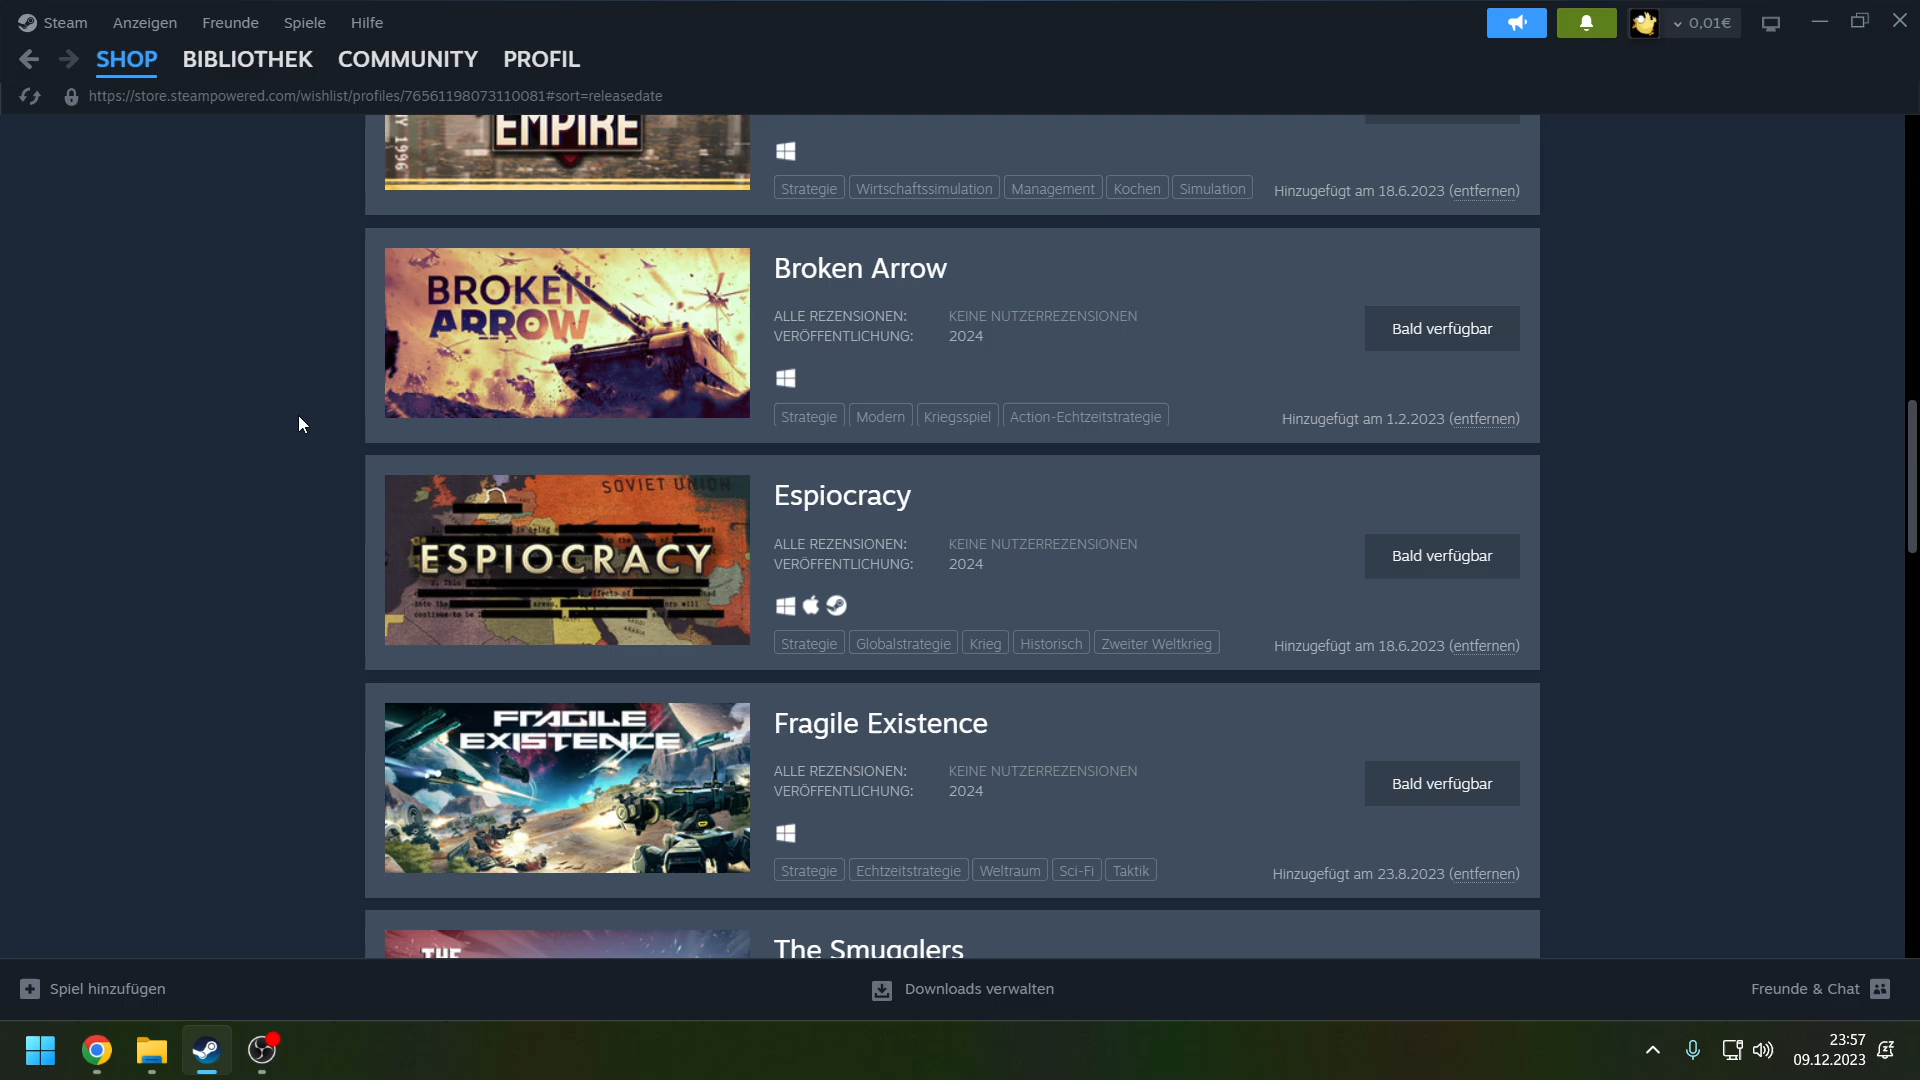 Steam Anzeigen Freunde Spiele Hilfe 0,01€
SHOP BIBLIOTHEK COMMUNITY PROFIL
https://store.steampowered.com/wishlist/profiles/76561198073110081#sort=releasedate
1996
EMPIRE
Strategie Wirtschaftssimulation Management Kochen Simulation Hinzugefügt am 18.6.2023 (entfernen)
BROKEN
ARROW
Broken Arrow
ALLE REZENSIONEN: KEINE NUTZERREZENSIONEN
VERÖFFENTLICHUNG: 2024
Bald verfügbar
Strategie Modern Kriegsspiel Action-Echtzeitstrategie Hinzugefügt am 1.2.2023 (entfernen)
SOVIET UNION
ESPIOCRACY
Espiocracy
ALLE REZENSIONEN: KEINE NUTZERREZENSIONEN
VERÖFFENTLICHUNG: 2024
Bald verfügbar
Strategie Globalstrategie Krieg Historisch Zweiter Weltkrieg Hinzugefügt am 18.6.2023 (entfernen)
FRAGILE
EXISTENCE
Fragile Existence
ALLE REZENSIONEN: KEINE NUTZERREZENSIONEN
VERÖFFENTLICHUNG: 2024
Bald verfügbar
Strategie Echtzeitstrategie Weltraum Sci-Fi Taktik Hinzugefügt am 23.8.2023 (entfernen)
THE
The Smugglers
Spiel hinzufügen Downloads verwalten Freunde & Chat
23:57
09.12.2023